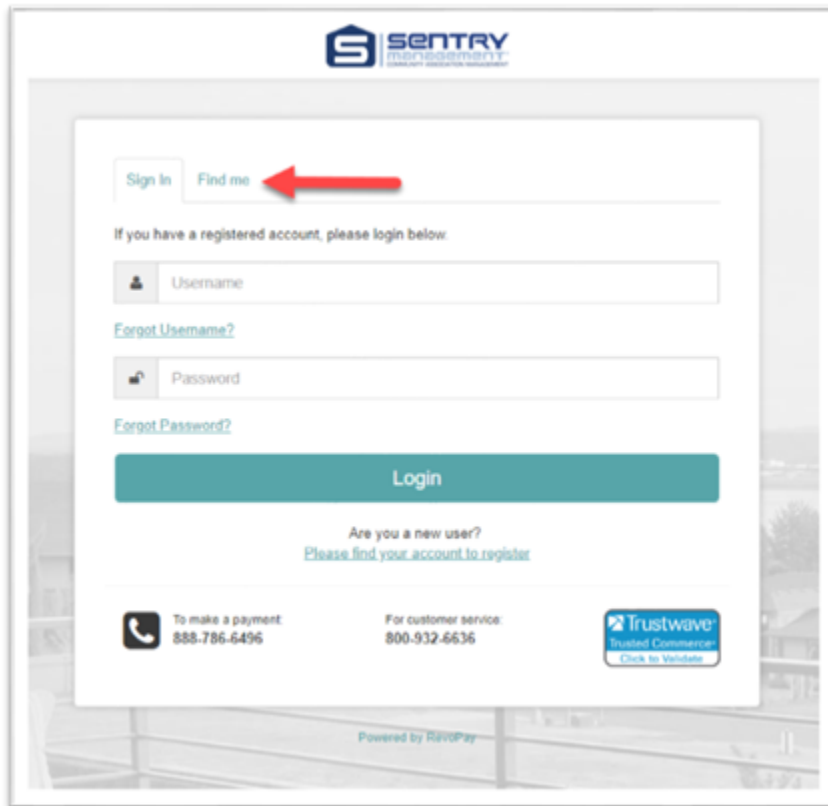 S SENTRY
management
COMMUNITY ASSOCIATION MANAGEMENT
Sign In Find me
If you have a registered account, please login below.
Username
Forgot Username?
Password
Forgot Password?
Login
Are you a new user?
Please find your account to register
To make a payment:
888-786-6496
For customer service:
800-932-6636
Trustwave
Trusted Commerce
Click to Validate
Powered by RevoPay